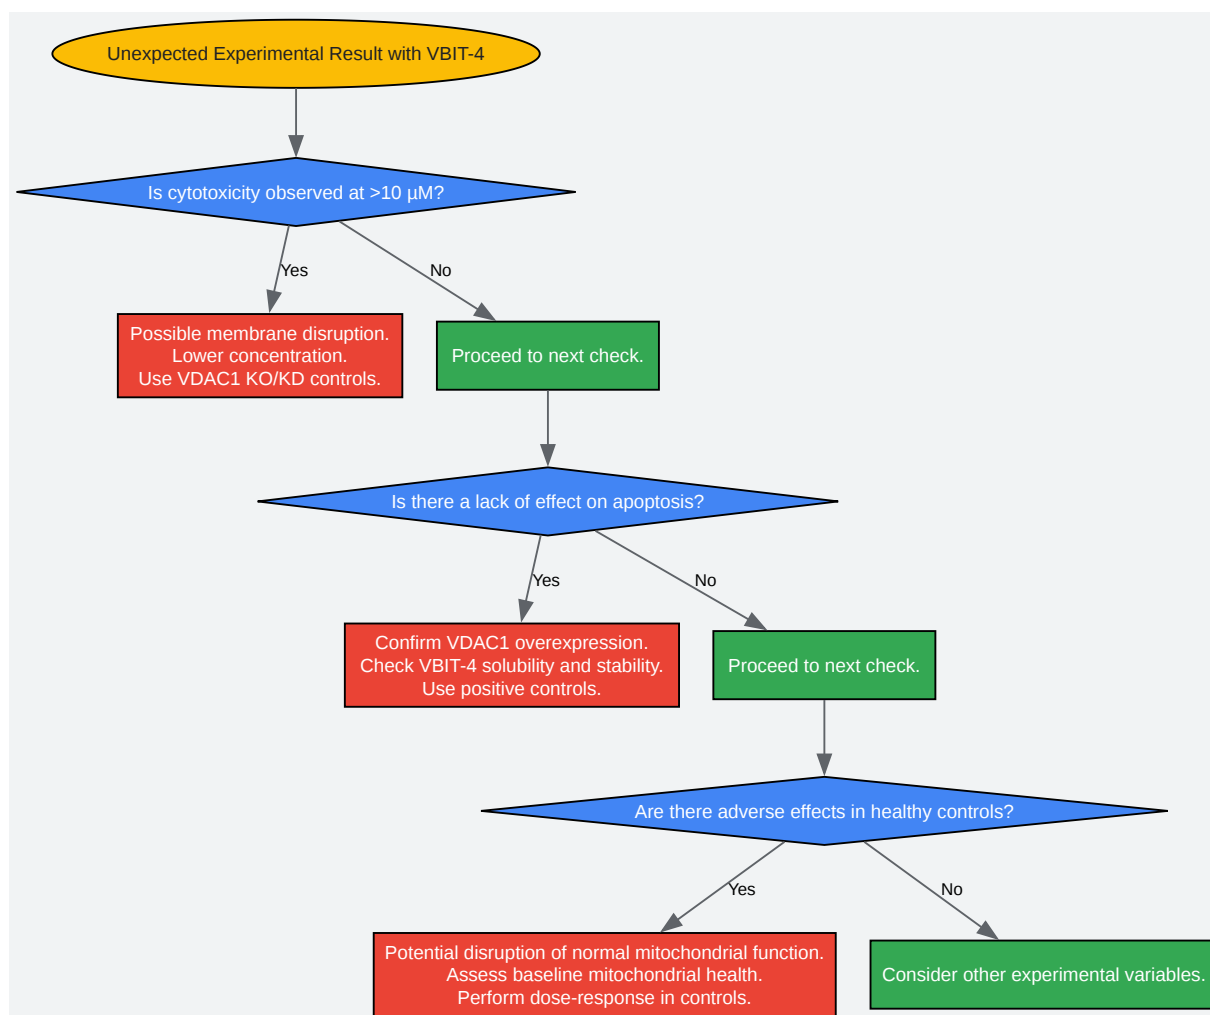 Unexpected Experimental Result with VBIT-4
Is cytotoxicity observed at >10 µM?
Yes
No
Possible membrane disruption.
Lower concentration.
Use VDAC1 KO/KD controls.
Proceed to next check.
Is there a lack of effect on apoptosis?
Yes
No
Confirm VDAC1 overexpression.
Check VBIT-4 solubility and stability.
Use positive controls.
Proceed to next check.
Are there adverse effects in healthy controls?
Yes
No
Potential disruption of normal mitochondrial function.
Assess baseline mitochondrial health.
Perform dose-response in controls.
Consider other experimental variables.